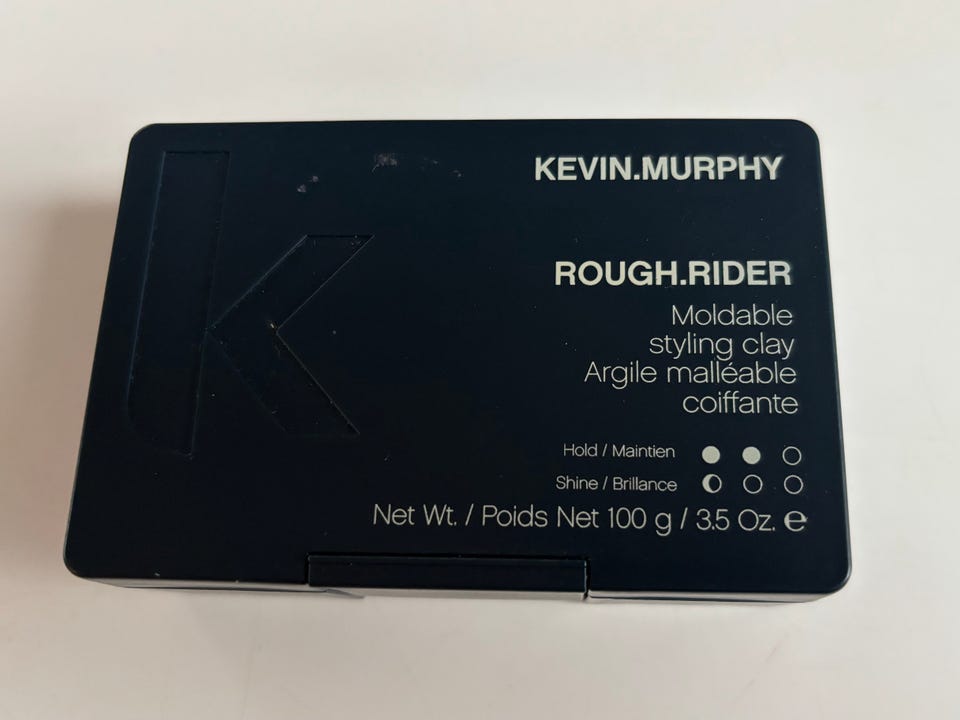 KEVIN.MURPHY
ROUGH.RIDER
Moldable
styling clay
Argile malléable
coiffante
Hold / Maintien
Shine / Brillance
Net Wt. / Poids Net 100 g / 3.5 Oz. ℮